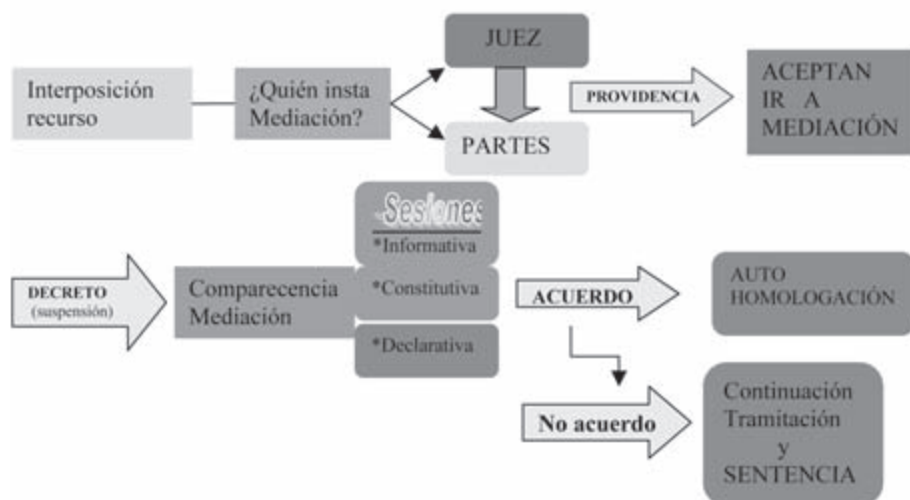 Interposición
recurso
¿Quién insta
Mediación?
JUEZ
PARTES
PROVIDENCIA
ACEPTAN
IR A
MEDIACIÓN
DECRETO
(suspensión)
Comparecencia
Mediación
Sesiones
*Informativa
*Constitutiva
*Declarativa
ACUERDO
AUTO
HOMOLOGACIÓN
No acuerdo
Continuación
Tramitación
y
SENTENCIA